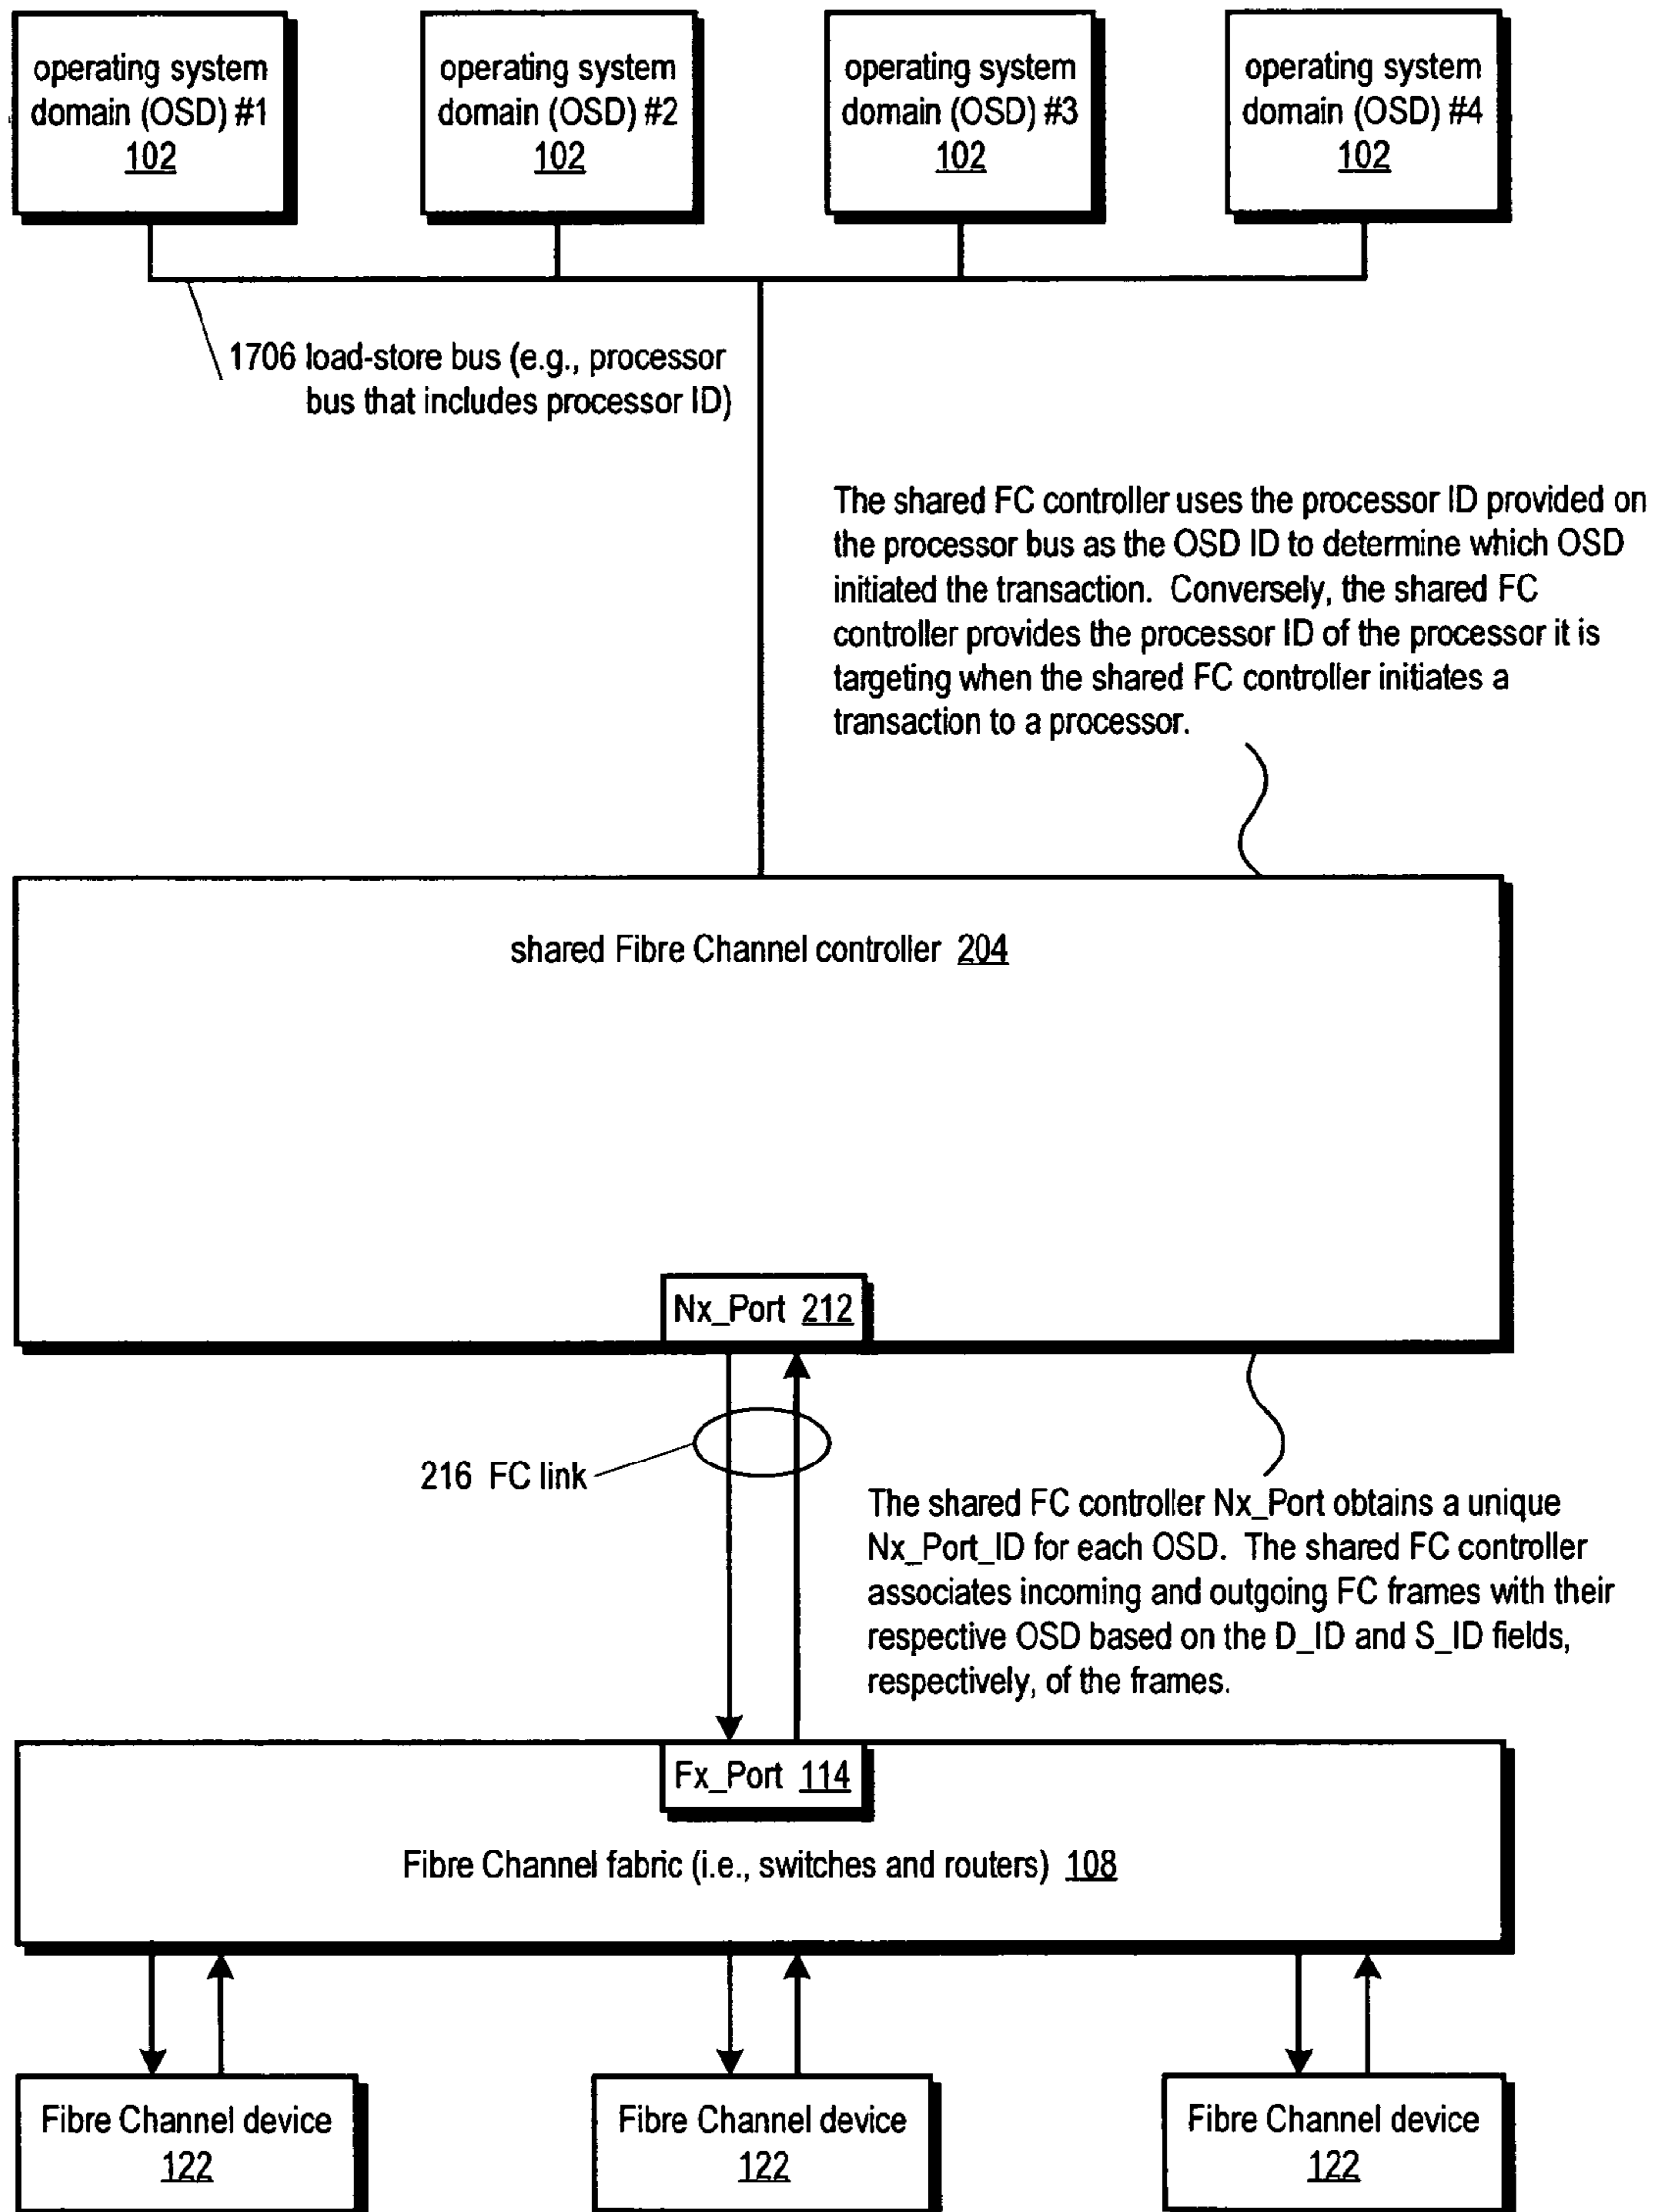 operating system
domain (OSD) #1
102
operating system
domain (OSD) #2
102
operating system
domain (OSD) #3
102
operating system
domain (OSD) #4
102
1706 load-store bus (e.g., processor
bus that includes processor ID)
The shared FC controller uses the processor ID provided on
the processor bus as the OSD ID to determine which OSD
initiated the transaction. Conversely, the shared FC
controller provides the processor ID of the processor it is
targeting when the shared FC controller initiates a
transaction to a processor.
shared Fibre Channel controller 204
Nx_Port 212
216 FC link
The shared FC controller Nx_Port obtains a unique
Nx_Port_ID for each OSD. The shared FC controller
associates incoming and outgoing FC frames with their
respective OSD based on the D_ID and S_ID fields,
respectively, of the frames.
Fx_Port 114
Fibre Channel fabric (i.e., switches and routers) 108
Fibre Channel device
122
Fibre Channel device
122
Fibre Channel device
122